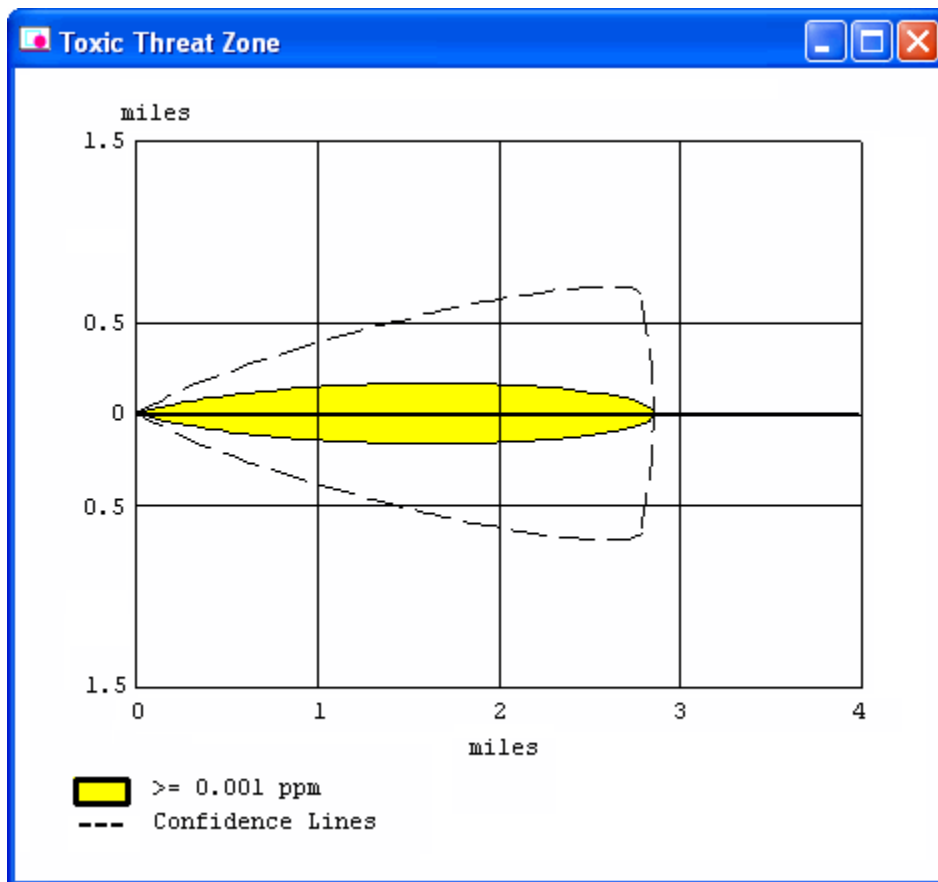 Toxic Threat Zone
miles
1.5
0.5
0
0.5
1.5
0 1 2 3 4
miles
>= 0.001 ppm
Confidence Lines